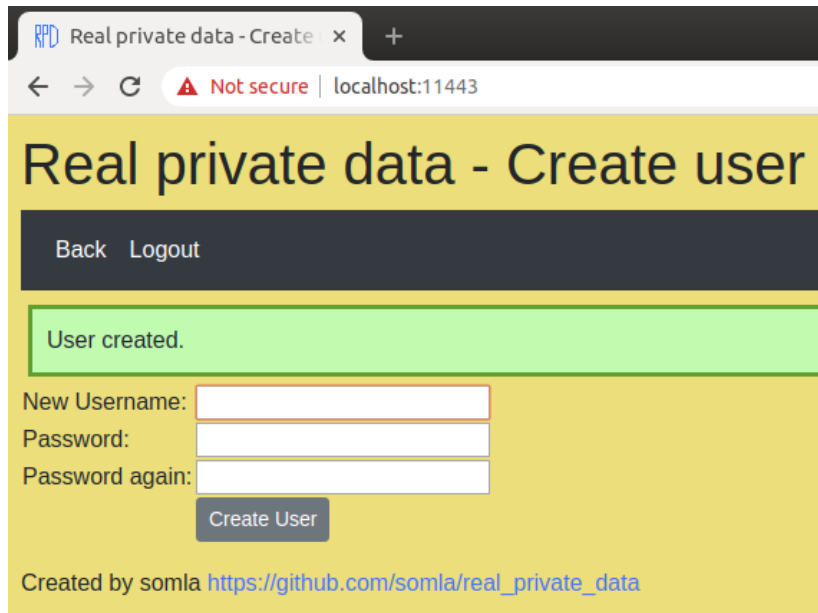 RPD Real private data - Create
Not secure | localhost:11443
Real private data - Create user
Back Logout
User created.
New Username:
Password:
Password again:
Create User
Created by somla https://github.com/somla/real_private_data